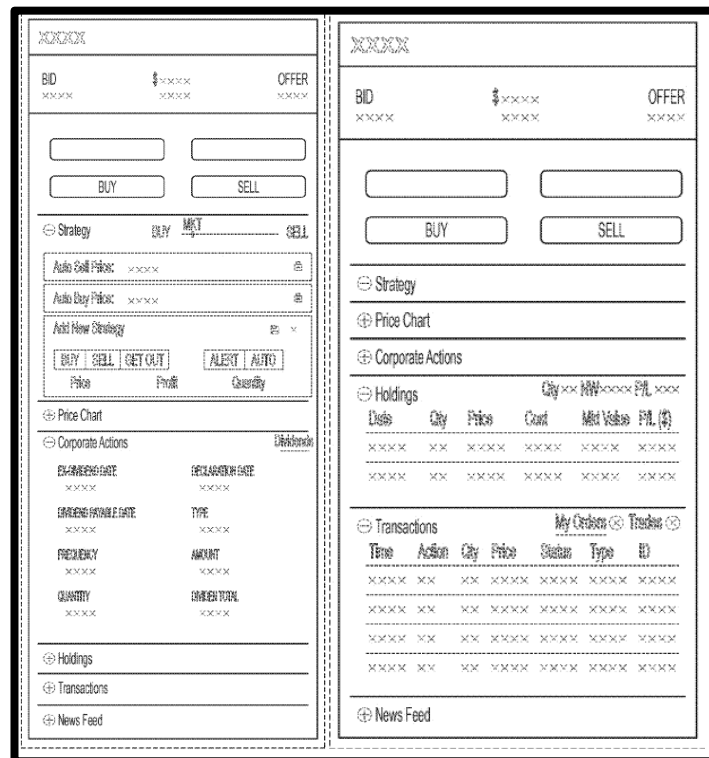 XXXX
BID $xxxx OFFER
xxxx xxxx xxxx
BUY SELL
Strategy BUY MKT SELL
Auto Sell Price: xxxx
Auto Buy Price: xxxx
Add New Strategy ×
BUY SELL GET OUT ALERT AUTO
Price Profit Quantity
Price Chart
Corporate Actions Dividends
EX-DIVIDEND DATE DECLARATION DATE
xxxx xxxx
DIVIDEND PAYABLE DATE TYPE
xxxx xxxx
FREQUENCY AMOUNT
xxxx xxxx
QUANTITY DIVIDEN TOTAL
xxxx xxxx
Holdings
Transactions
News Feed
XXXX
BID $xxxx OFFER
xxxx xxxx xxxx
BUY SELL
Strategy
Price Chart
Corporate Actions
Holdings Qty xx MWxxxx P/L xxx
Date Qty Price Cost Mkt Value P/L ($)
xxxx xx xxxx xxxx xxxx xxxx
xxxx xx xxxx xxxx xxxx xxxx
Transactions My Orders Trades
Time Action Qty Price Status Type ID
xxxx xx xx xxxx xxxx xxxx xxxx
xxxx xx xx xxxx xxxx xxxx xxxx
xxxx xx xx xxxx xxxx xxxx xxxx
xxxx xx xx xxxx xxxx xxxx xxxx
News Feed